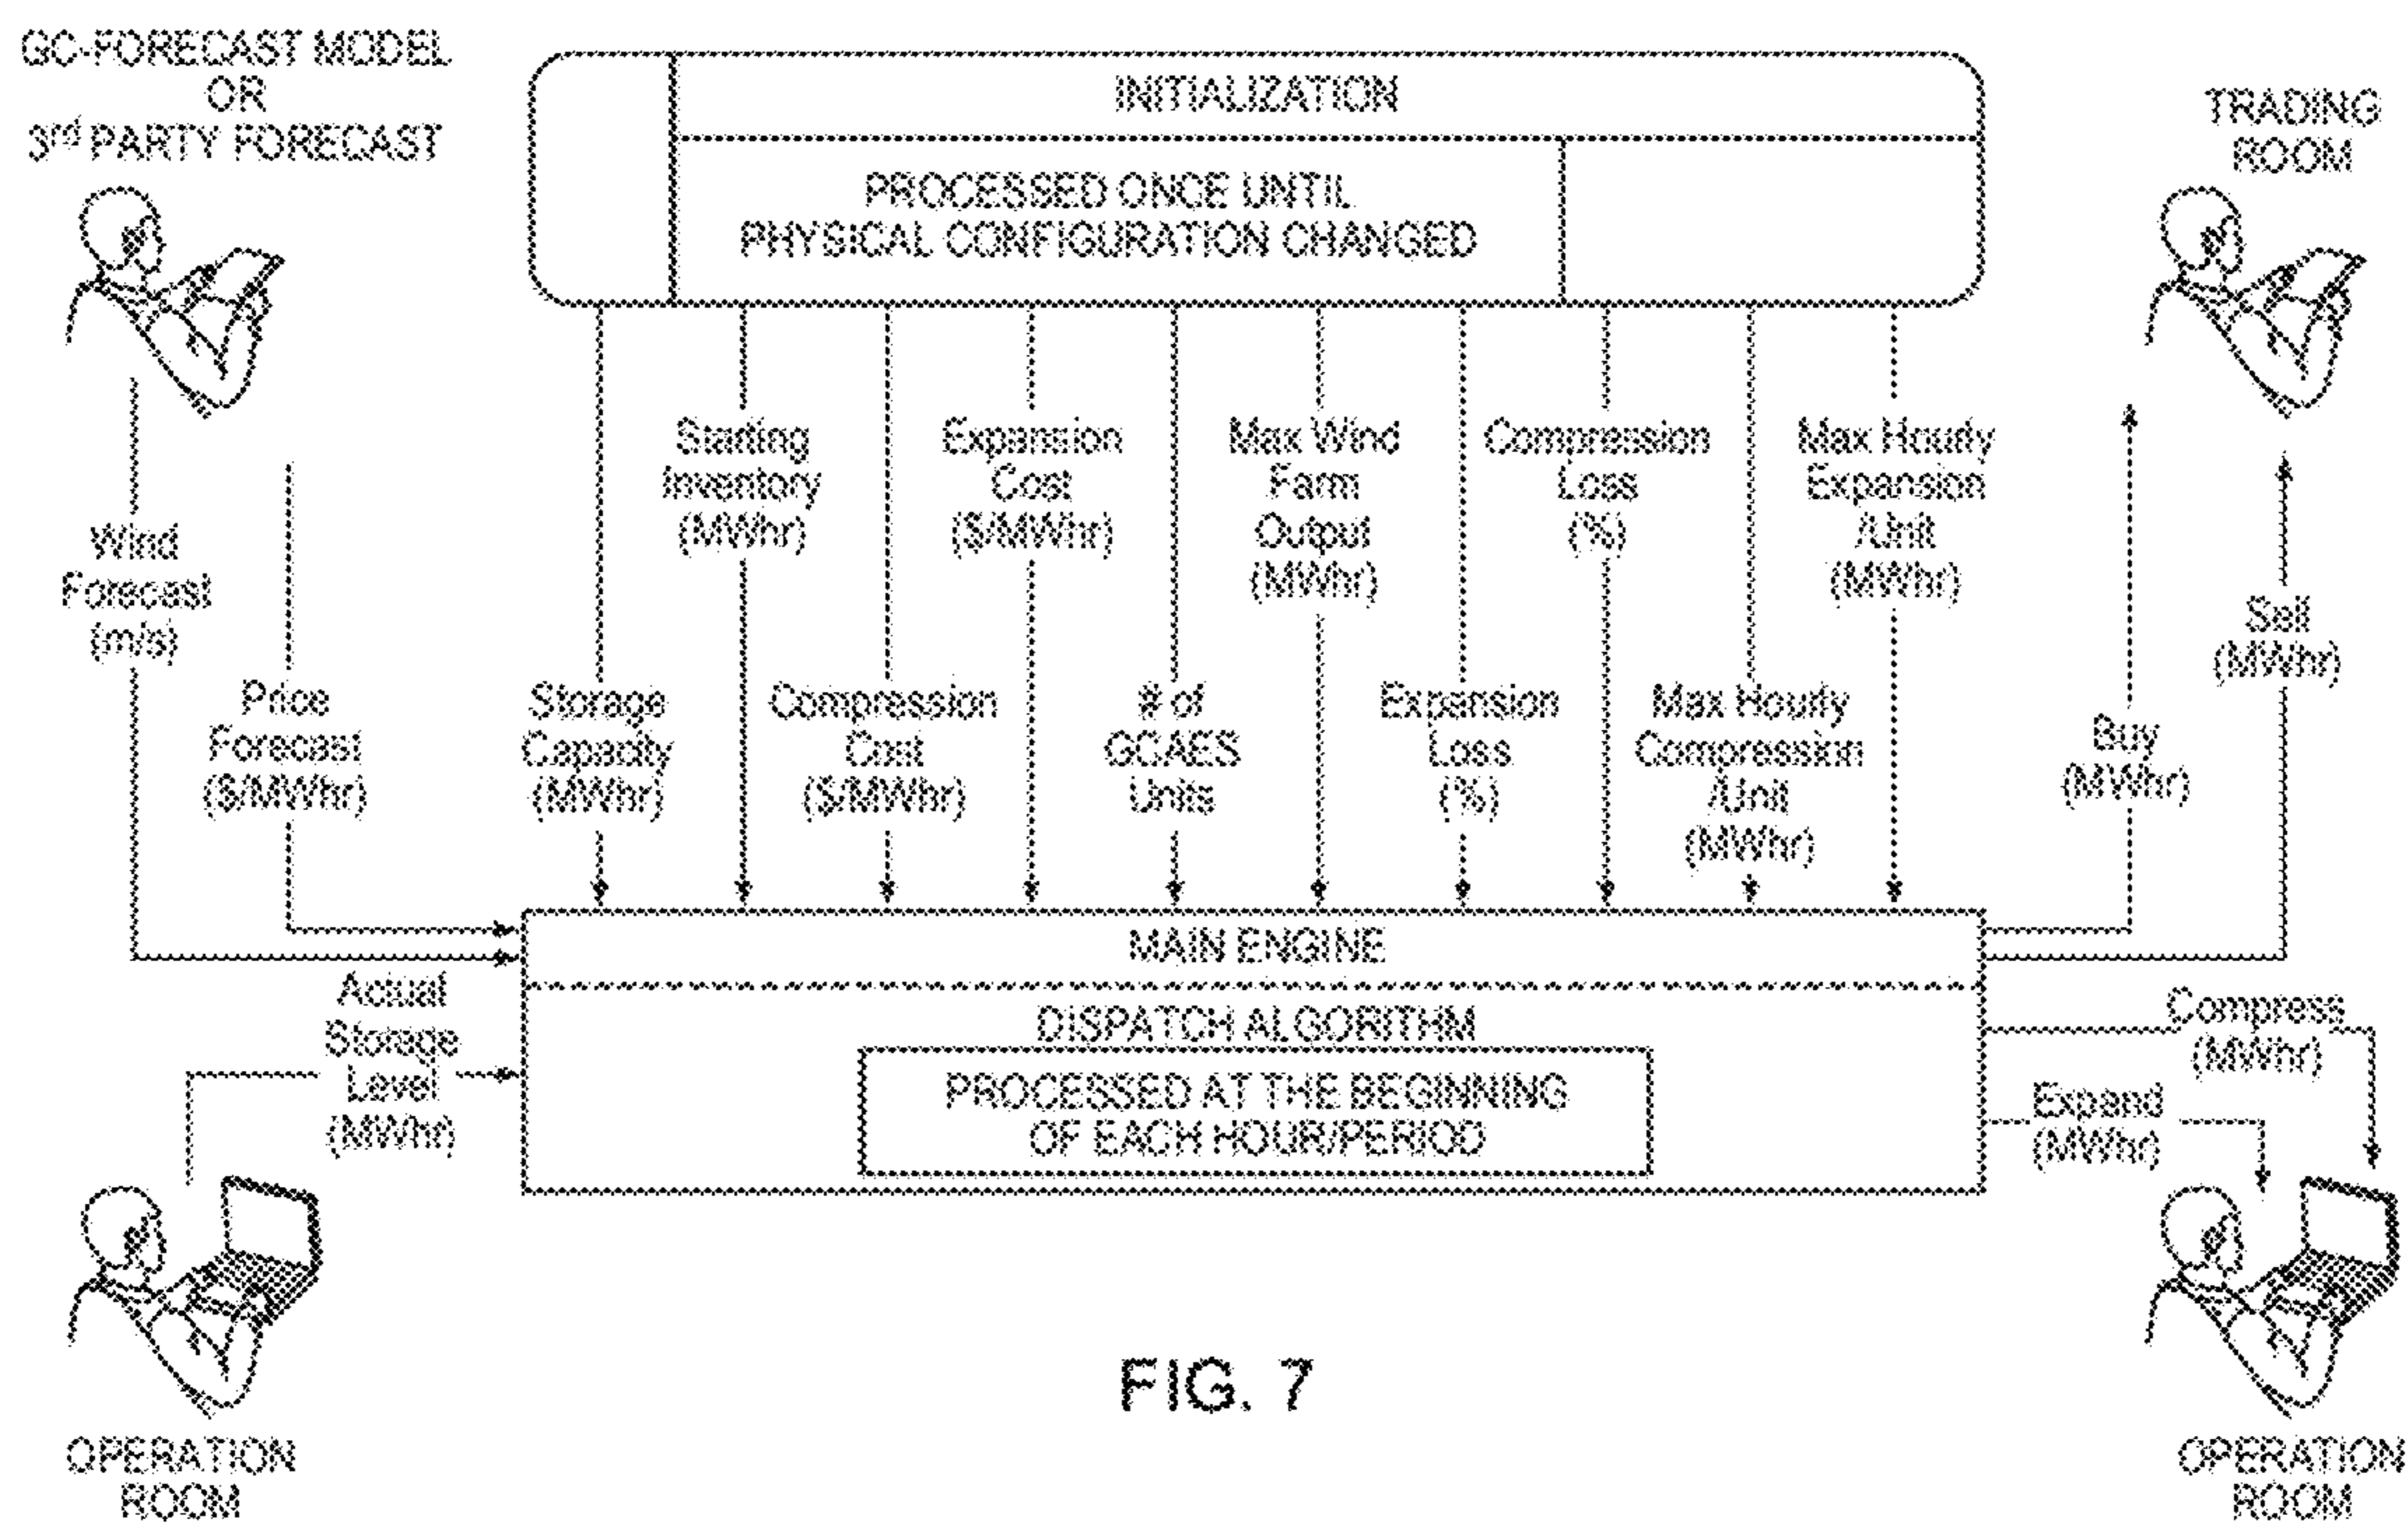 GC-FORECAST MODEL
OR
3rd PARTY FORECAST
INITIALIZATION
PROCESSED ONCE UNTIL
PHYSICAL CONFIGURATION CHANGED
TRADING
ROOM
Wind
Forecast
(m/s)
Price
Forecast
($/MWhr)
Storage
Capacity
(MWhr)
Starting
Inventory
(MWhr)
Compression
Cost
($/MWhr)
Expansion
Cost
($/MWhr)
# of
GCAES
Units
Max Wind
Farm
Output
(MWhr)
Expansion
Loss
(%)
Compression
Loss
(%)
Max Hourly
Compression
/Unit
(MWhr)
Max Hourly
Expansion
/Unit
(MWhr)
Buy
(MWhr)
Sell
(MWhr)
MAIN ENGINE
DISPATCH ALGORITHM
PROCESSED AT THE BEGINNING
OF EACH HOUR/PERIOD
Actual
Storage
Level
(MWhr)
Compress
(MWhr)
Expand
(MWhr)
OPERATION
ROOM
FIG. 7
OPERATION
ROOM